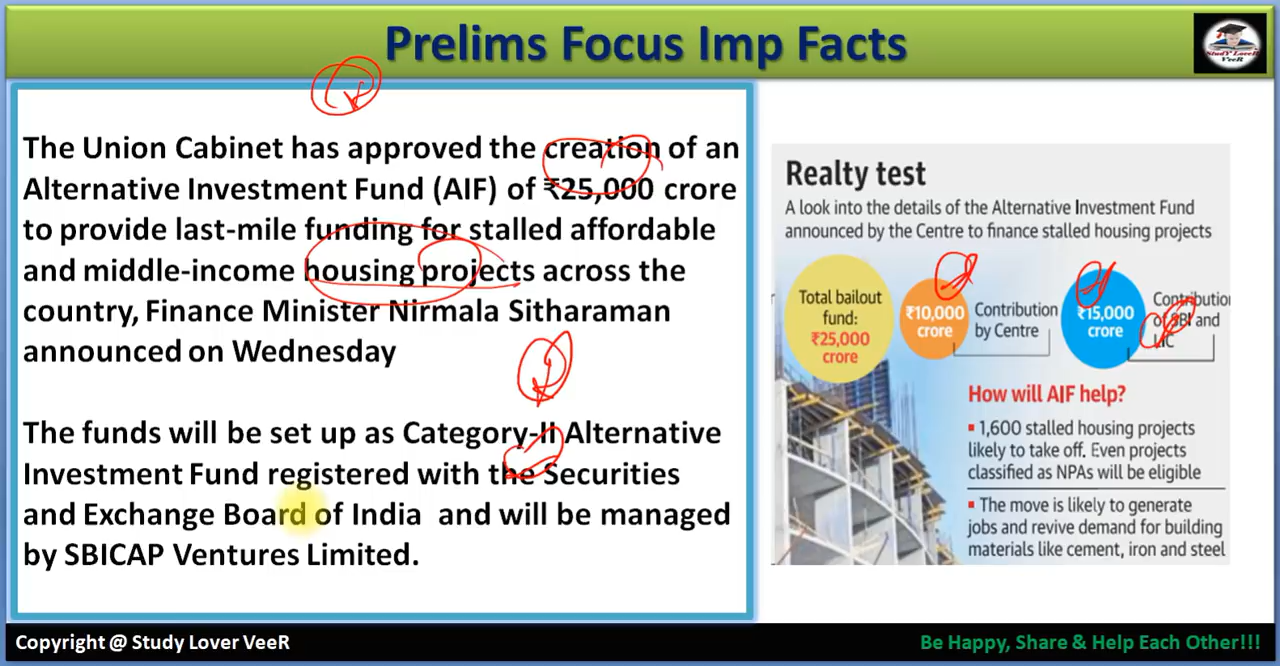 Prelims Focus Imp Facts
StudY LoveR
VeeR
The Union Cabinet has approved the creation of an
Alternative Investment Fund (AIF) of ₹25,000 crore
to provide last-mile funding for stalled affordable
and middle-income housing projects across the
country, Finance Minister Nirmala Sitharaman
announced on Wednesday
The funds will be set up as Category-II Alternative
Investment Fund registered with the Securities
and Exchange Board of India and will be managed
by SBICAP Ventures Limited.
Realty test
A look into the details of the Alternative Investment Fund
announced by the Centre to finance stalled housing projects
Total bailout
fund:
₹25,000
crore
₹10,000
crore
Contribution
by Centre
₹15,000
crore
Contribution
of SBI and
LIC
How will AIF help?
▪ 1,600 stalled housing projects
likely to take off. Even projects
classified as NPAs will be eligible
▪ The move is likely to generate
jobs and revive demand for building
materials like cement, iron and steel
Copyright @ Study Lover VeeR
Be Happy, Share & Help Each Other!!!